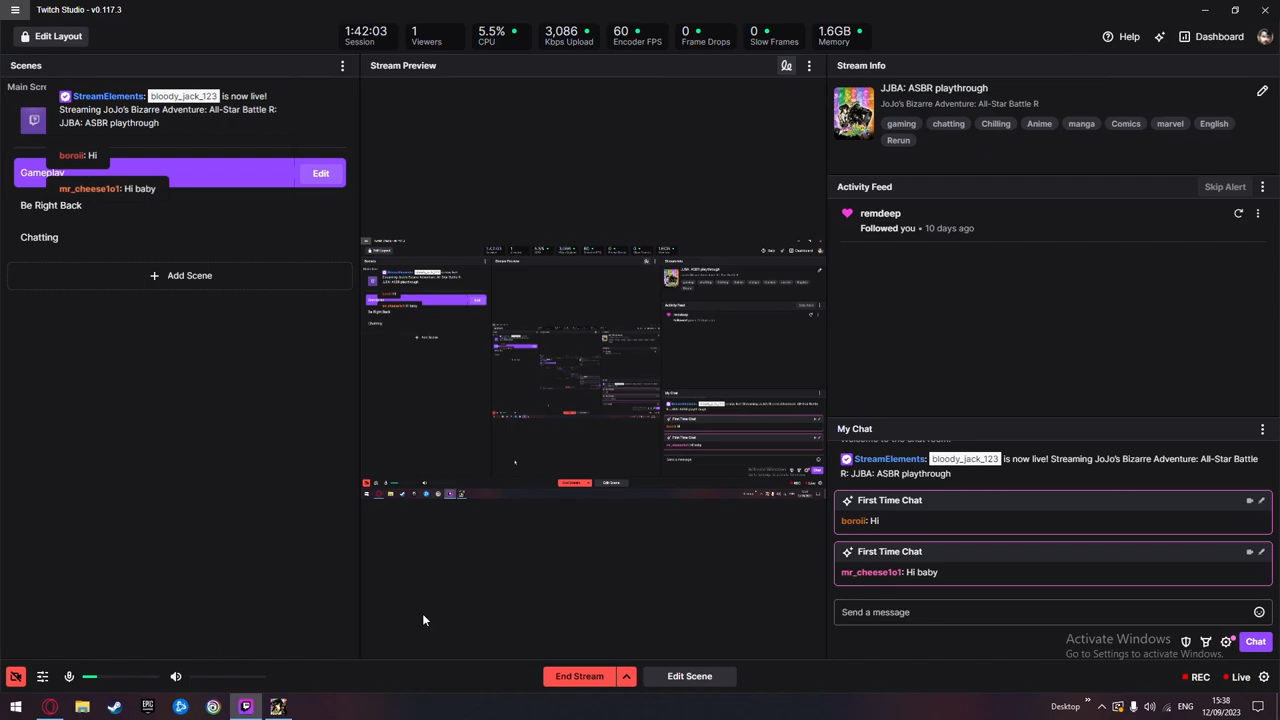 Twitch Studio - v0.117.3
Edit Layout
1:42:03
Session
1
Viewers
5.5%
CPU
3,086
Kbps Upload
60
Encoder FPS
0
Frame Drops
0
Slow Frames
1.6GB
Memory
Help
Dashboard
Scenes
Main Scre
StreamElements: bloody_jack_123 is now live!
Streaming JoJo's Bizarre Adventure: All-Star Battle R:
JJBA: ASBR playthrough
boroii: Hi
Gameplay
Edit
mr_cheese1o1: Hi baby
Be Right Back
Chatting
Add Scene
Stream Preview
Stream Info
JJBA: ASBR playthrough
JoJo's Bizarre Adventure: All-Star Battle R
gaming
chatting
Chilling
Anime
manga
Comics
marvel
English
Rerun
Activity Feed
Skip Alert
remdeep
Followed you • 10 days ago
My Chat
Welcome to the chat room!
StreamElements: bloody_jack_123 is now live! Streaming JoJo's Bizarre Adventure: All-Star Battle
R: JJBA: ASBR playthrough
First Time Chat
boroii: Hi
First Time Chat
mr_cheese1o1: Hi baby
Send a message
Activate Windows
Go to Settings to activate Windows.
Chat
End Stream
Edit Scene
REC
Live
EPIC
Desktop
15:38
12/09/2023